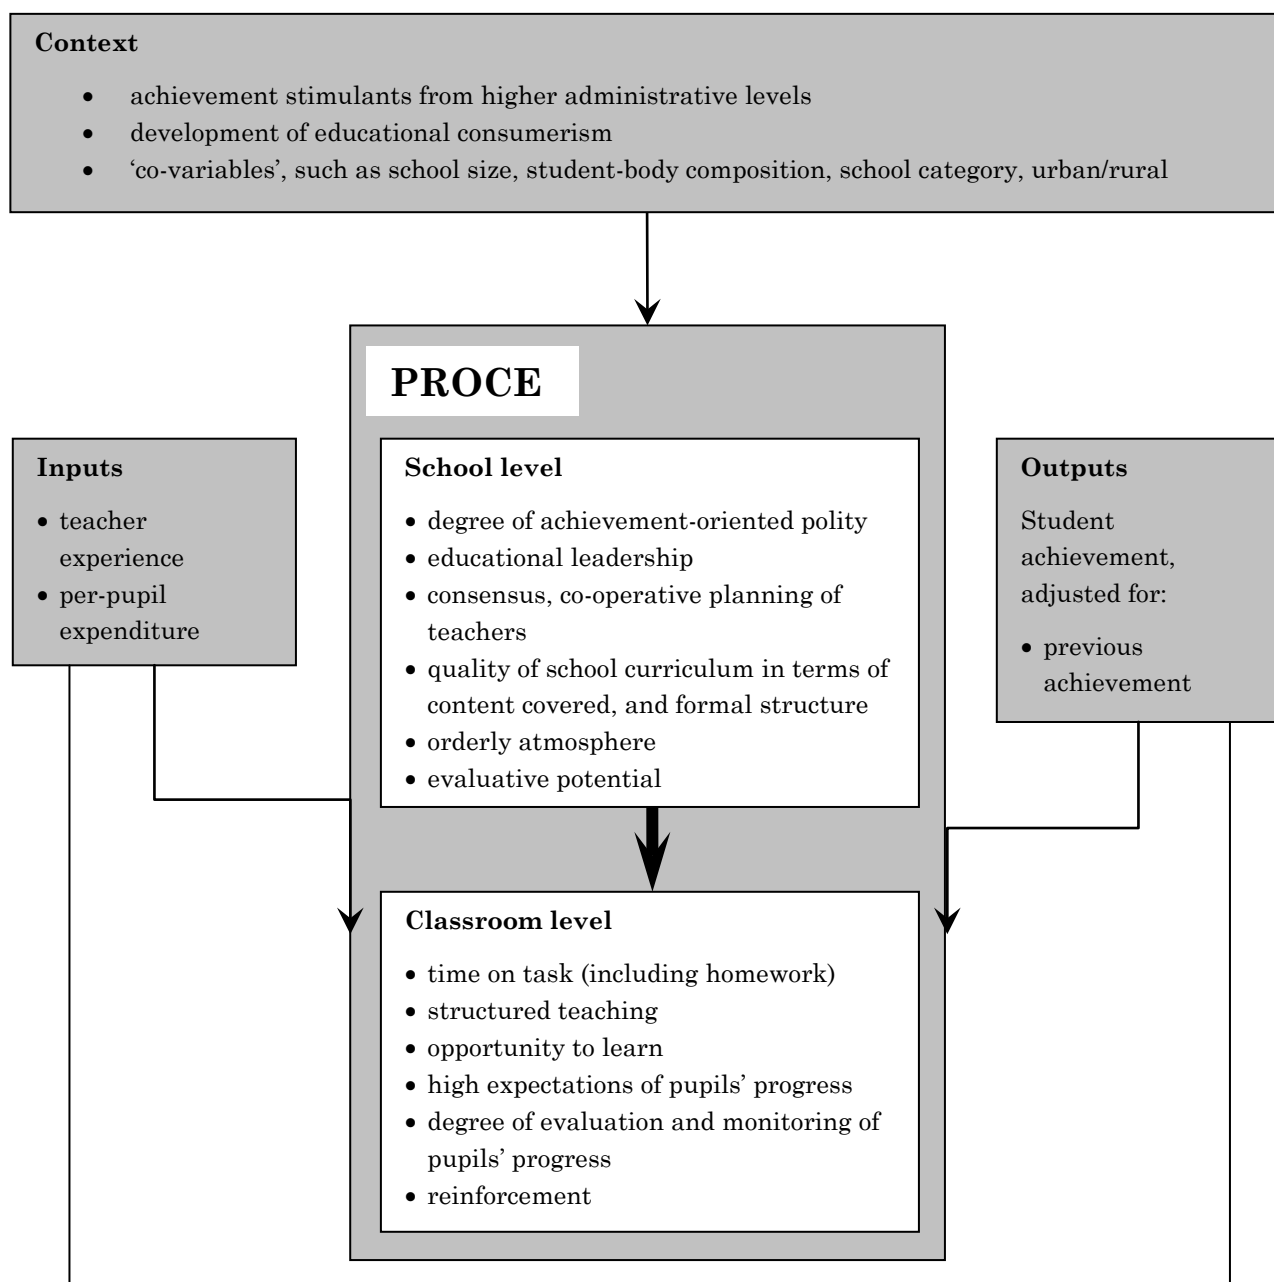 Context
• achievement stimulants from higher administrative levels
• development of educational consumerism
• ‘co-variables’, such as school size, student-body composition, school category, urban/rural
PROCE
Inputs
• teacher
experience
• per-pupil
expenditure
School level
• degree of achievement-oriented polity
• educational leadership
• consensus, co-operative planning of
teachers
• quality of school curriculum in terms of
content covered, and formal structure
• orderly atmosphere
• evaluative potential
Outputs
Student
achievement,
adjusted for:
• previous
achievement
Classroom level
• time on task (including homework)
• structured teaching
• opportunity to learn
• high expectations of pupils’ progress
• degree of evaluation and monitoring of
pupils’ progress
• reinforcement